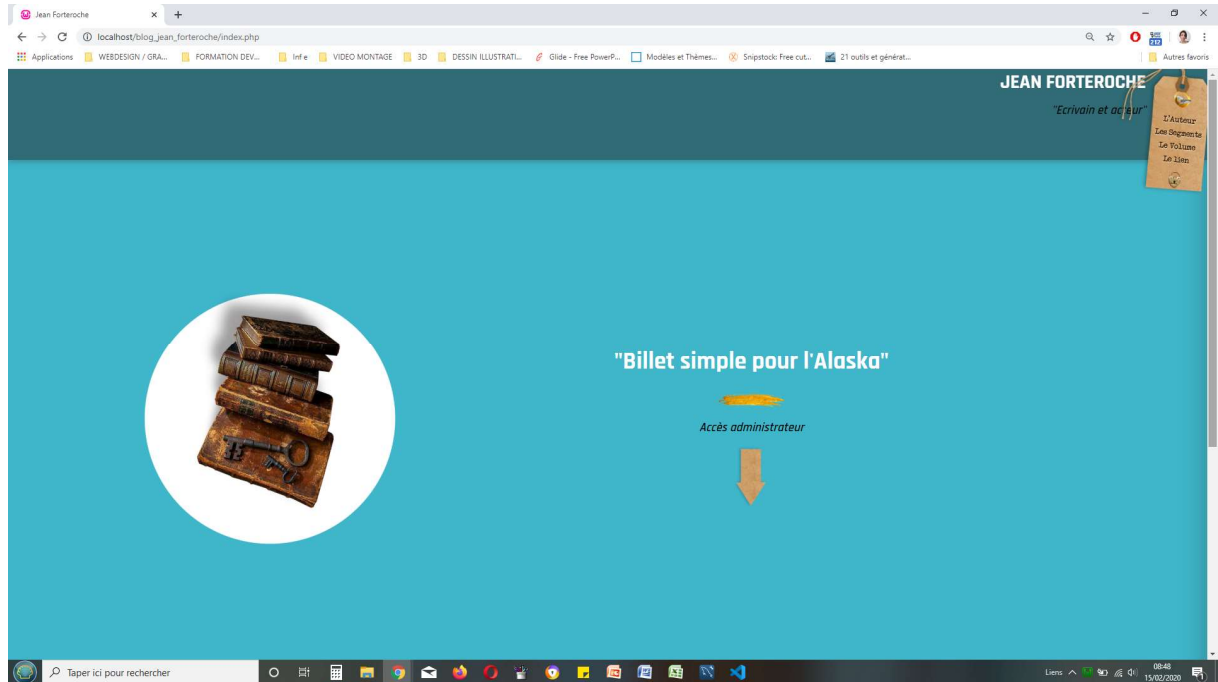 Jean Forteroche
localhost/blog_jean_forteroche/index.php
Applications WEBDESIGN / GRA... FORMATION DEV... Inf e VIDEO MONTAGE 3D DESSIN ILLUSTRATI... Glide - Free PowerP... Modèles et Thèmes... Snipstock: Free cut... 21 outils et générat... Autres favoris
JEAN FORTEROCHE
"Ecrivain et acteur"
L'Auteur
Les Segments
Le Volume
Le lien
"Billet simple pour l'Alaska"
Accès administrateur
Taper ici pour rechercher
Liens
08:48
15/02/2020